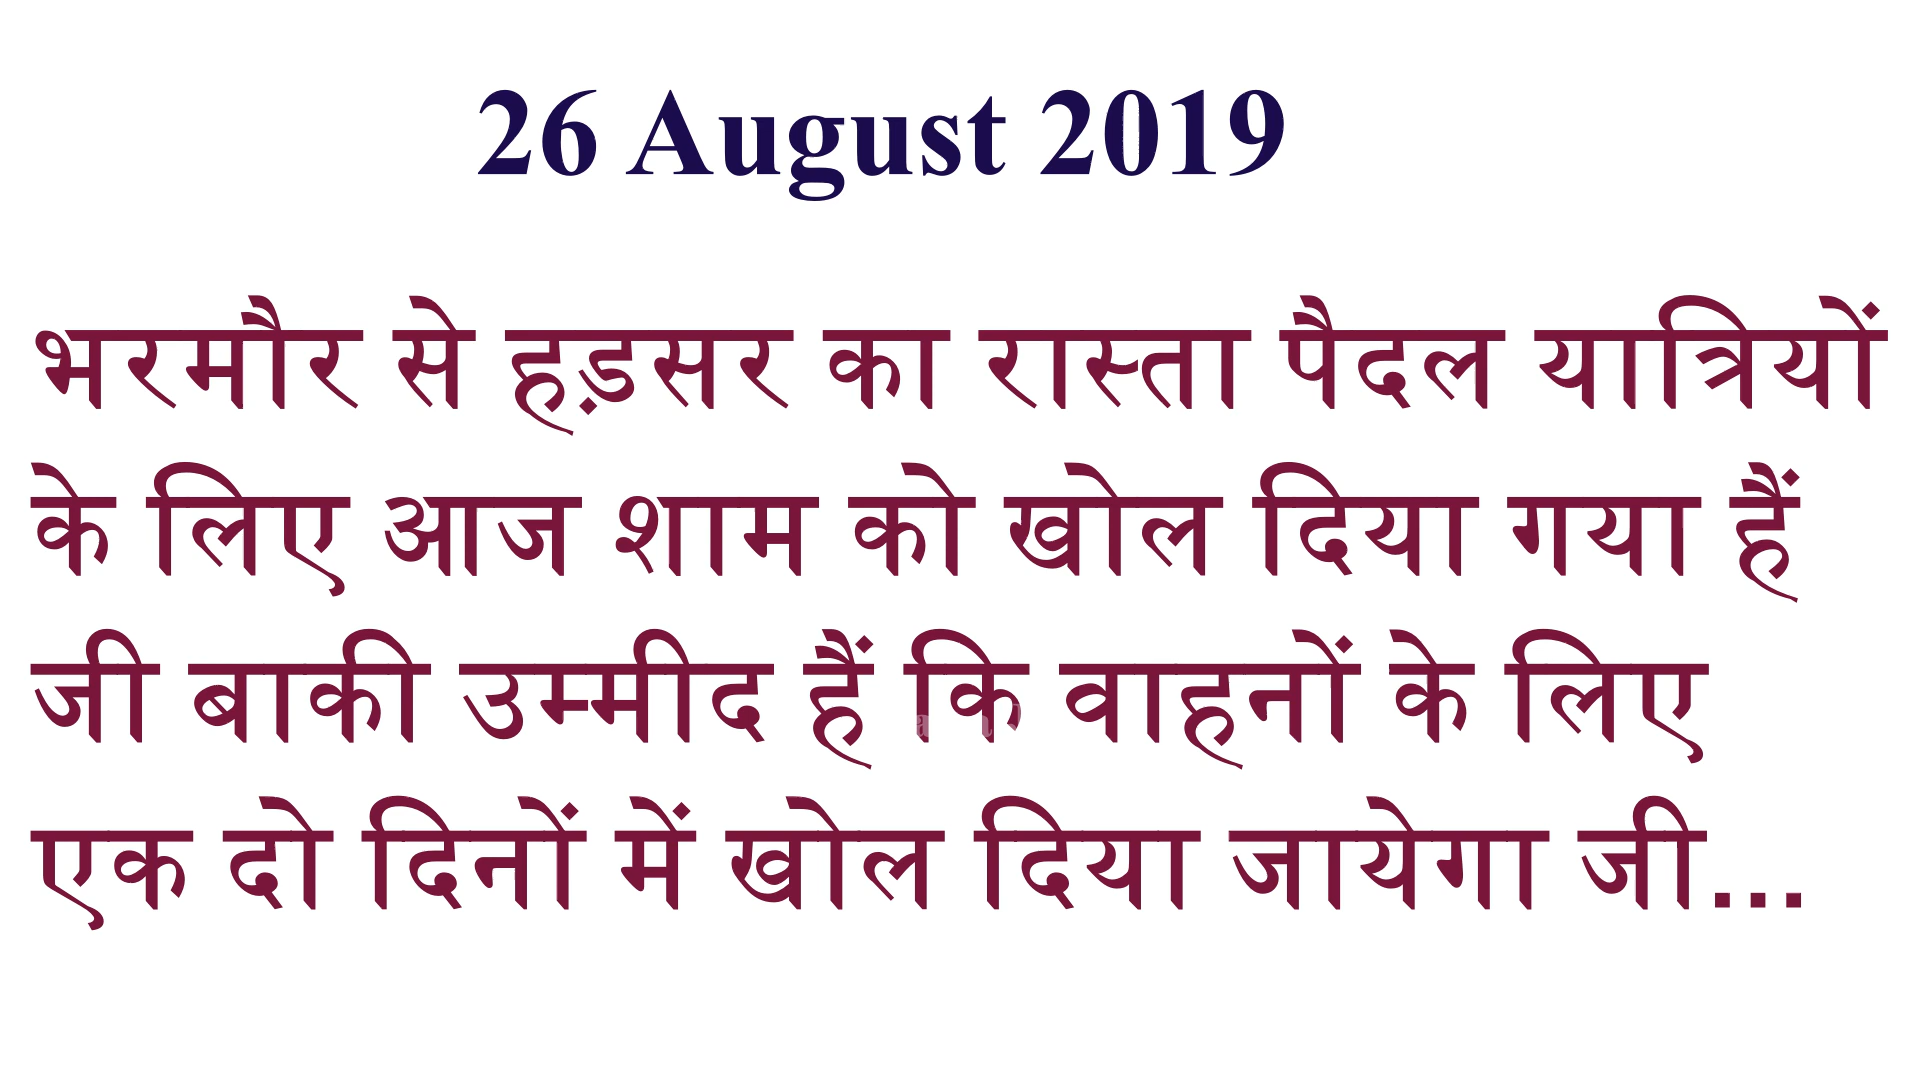 26 August 2019
भरमौर से हड़सर का रास्ता पैदल यात्रियों
के लिए आज शाम को खोल दिया गया हैं
जी बाकी उम्मीद हैं कि वाहनों के लिए
एक दो दिनों में खोल दिया जायेगा जी...